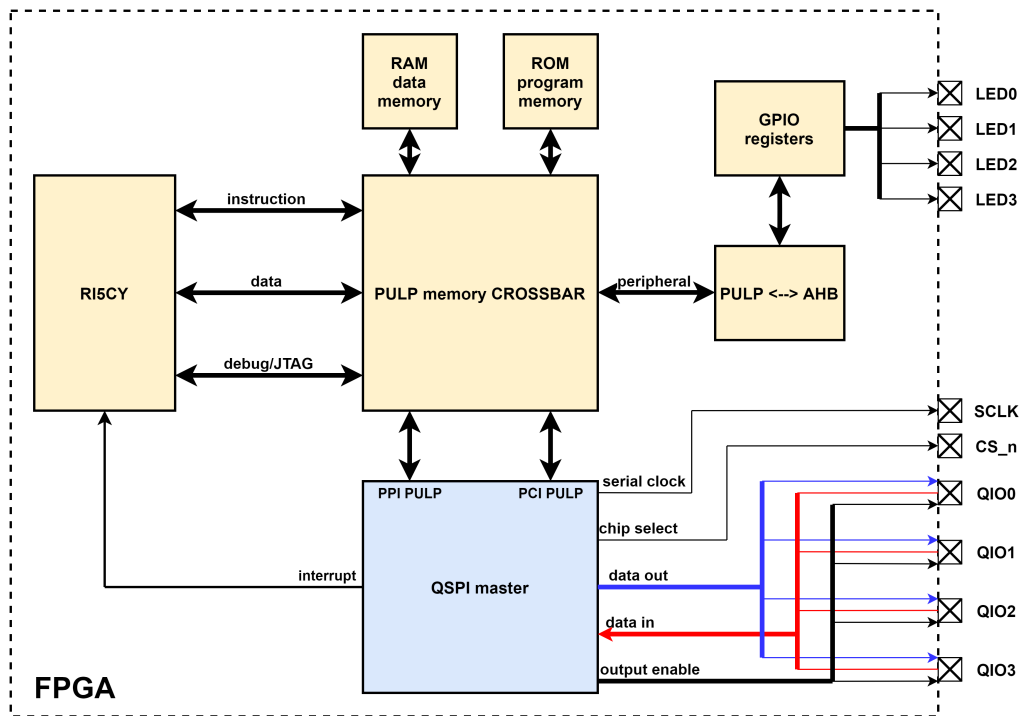 RAM
data
memory
ROM
program
memory
GPIO
registers
LED0
LED1
LED2
LED3
instruction
RI5CY
data
PULP memory CROSSBAR
peripheral
PULP <--> AHB
debug/JTAG
SCLK
CS_n
PPI PULP
PCI PULP
serial clock
QIO0
chip select
QIO1
interrupt
QSPI master
data out
QIO2
data in
output enable
QIO3
FPGA